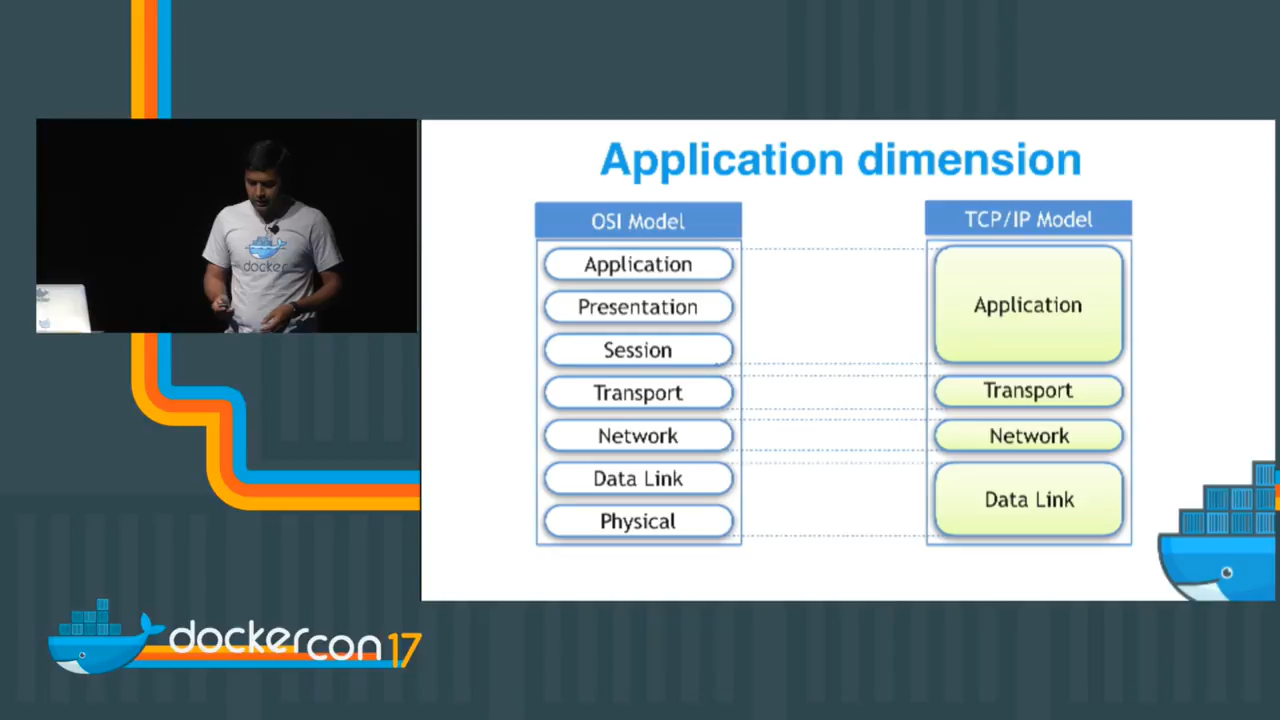 docker
Application dimension
OSI Model
Application
Presentation
Session
Transport
Network
Data Link
Physical
TCP/IP Model
Application
Transport
Network
Data Link
dockercon17